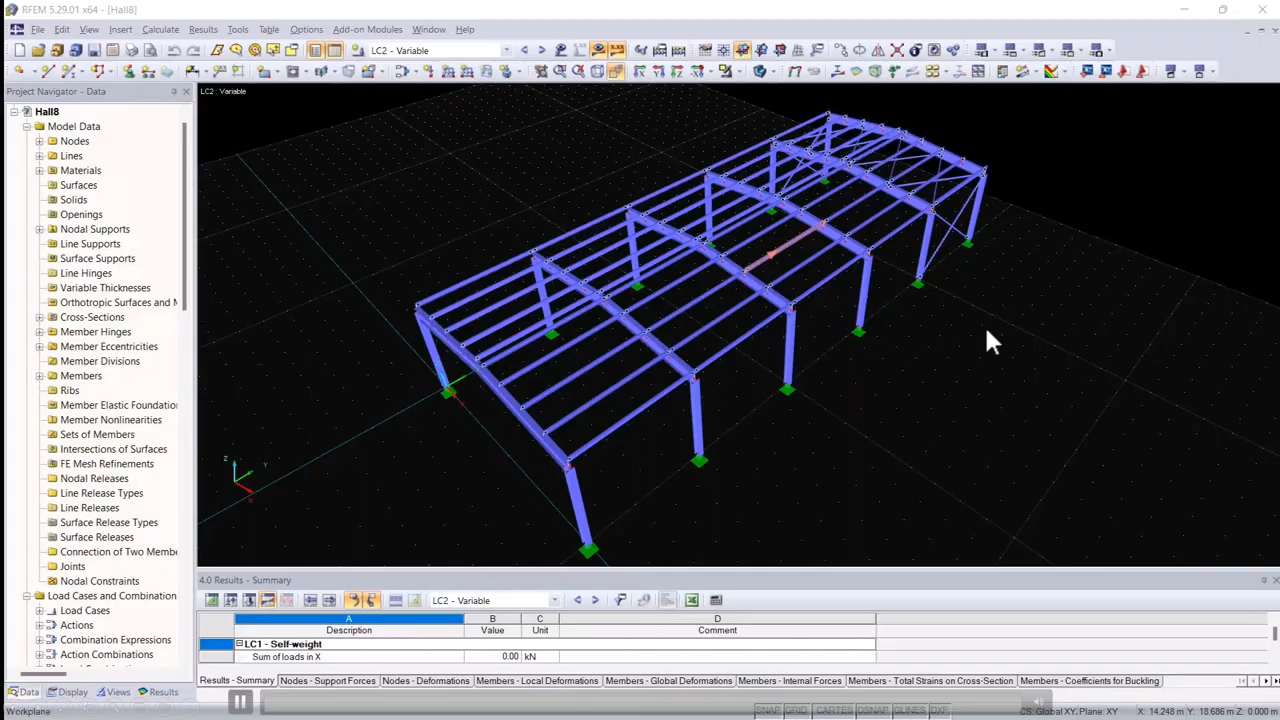 RFEM 5.29.01 x64 - [Hall8]
File Edit View Insert Calculate Results Tools Table Options Add-on Modules Window Help
LC2 - Variable
Project Navigator - Data
LC2 : Variable
Hall8
Model Data
Nodes
Lines
Materials
Surfaces
Solids
Openings
Nodal Supports
Line Supports
Surface Supports
Line Hinges
Variable Thicknesses
Orthotropic Surfaces and M
Cross-Sections
Member Hinges
Member Eccentricities
Member Divisions
Members
Ribs
Member Elastic Foundation
Member Nonlinearities
Sets of Members
Intersections of Surfaces
FE Mesh Refinements
Nodal Releases
Line Release Types
Line Releases
Surface Release Types
Surface Releases
Connection of Two Membe
Joints
Nodal Constraints
Load Cases and Combination
Load Cases
Actions
Combination Expressions
Action Combinations
Z Y X
4.0 Results - Summary
LC2 - Variable
A B C D
Description Value Unit Comment
LC1 - Self-weight
Sum of loads in X 0.00 kN
Results - Summary Nodes - Support Forces Nodes - Deformations Members - Local Deformations Members - Global Deformations Members - Internal Forces Members - Total Strains on Cross-Section Members - Coefficients for Buckling
Data Display Views Results
Workplane SNAP GRID CARTES OSNAP GLINES DXF CS: Global XY, Plane: XY X: 14.248 m Y: 18.686 m Z: 0.000 m